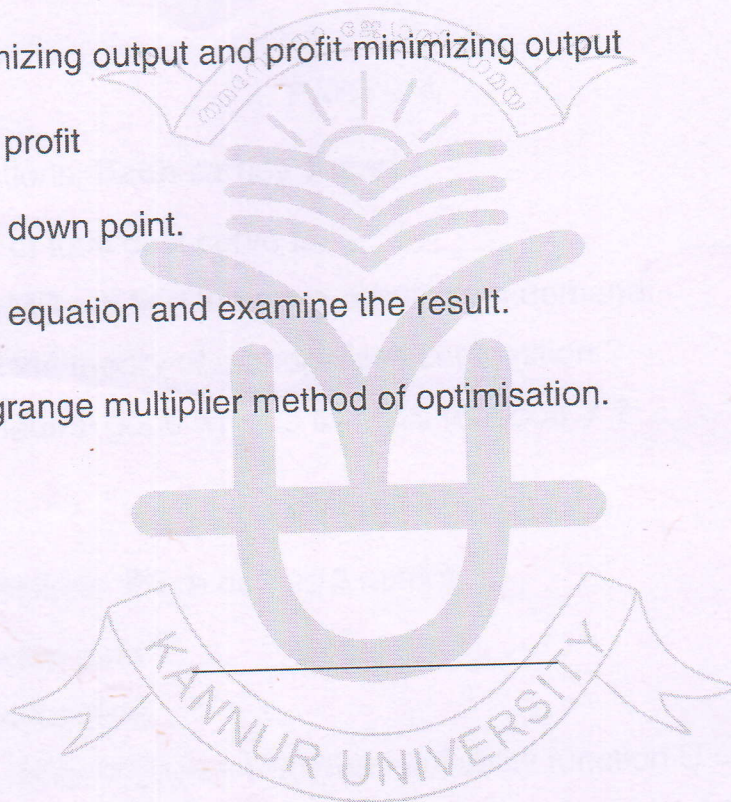 nizing output and profit minimizing output
profit
down point.
equation and examine the result.
grange multiplier method of optimisation.
KANNUR UNIVERSITY